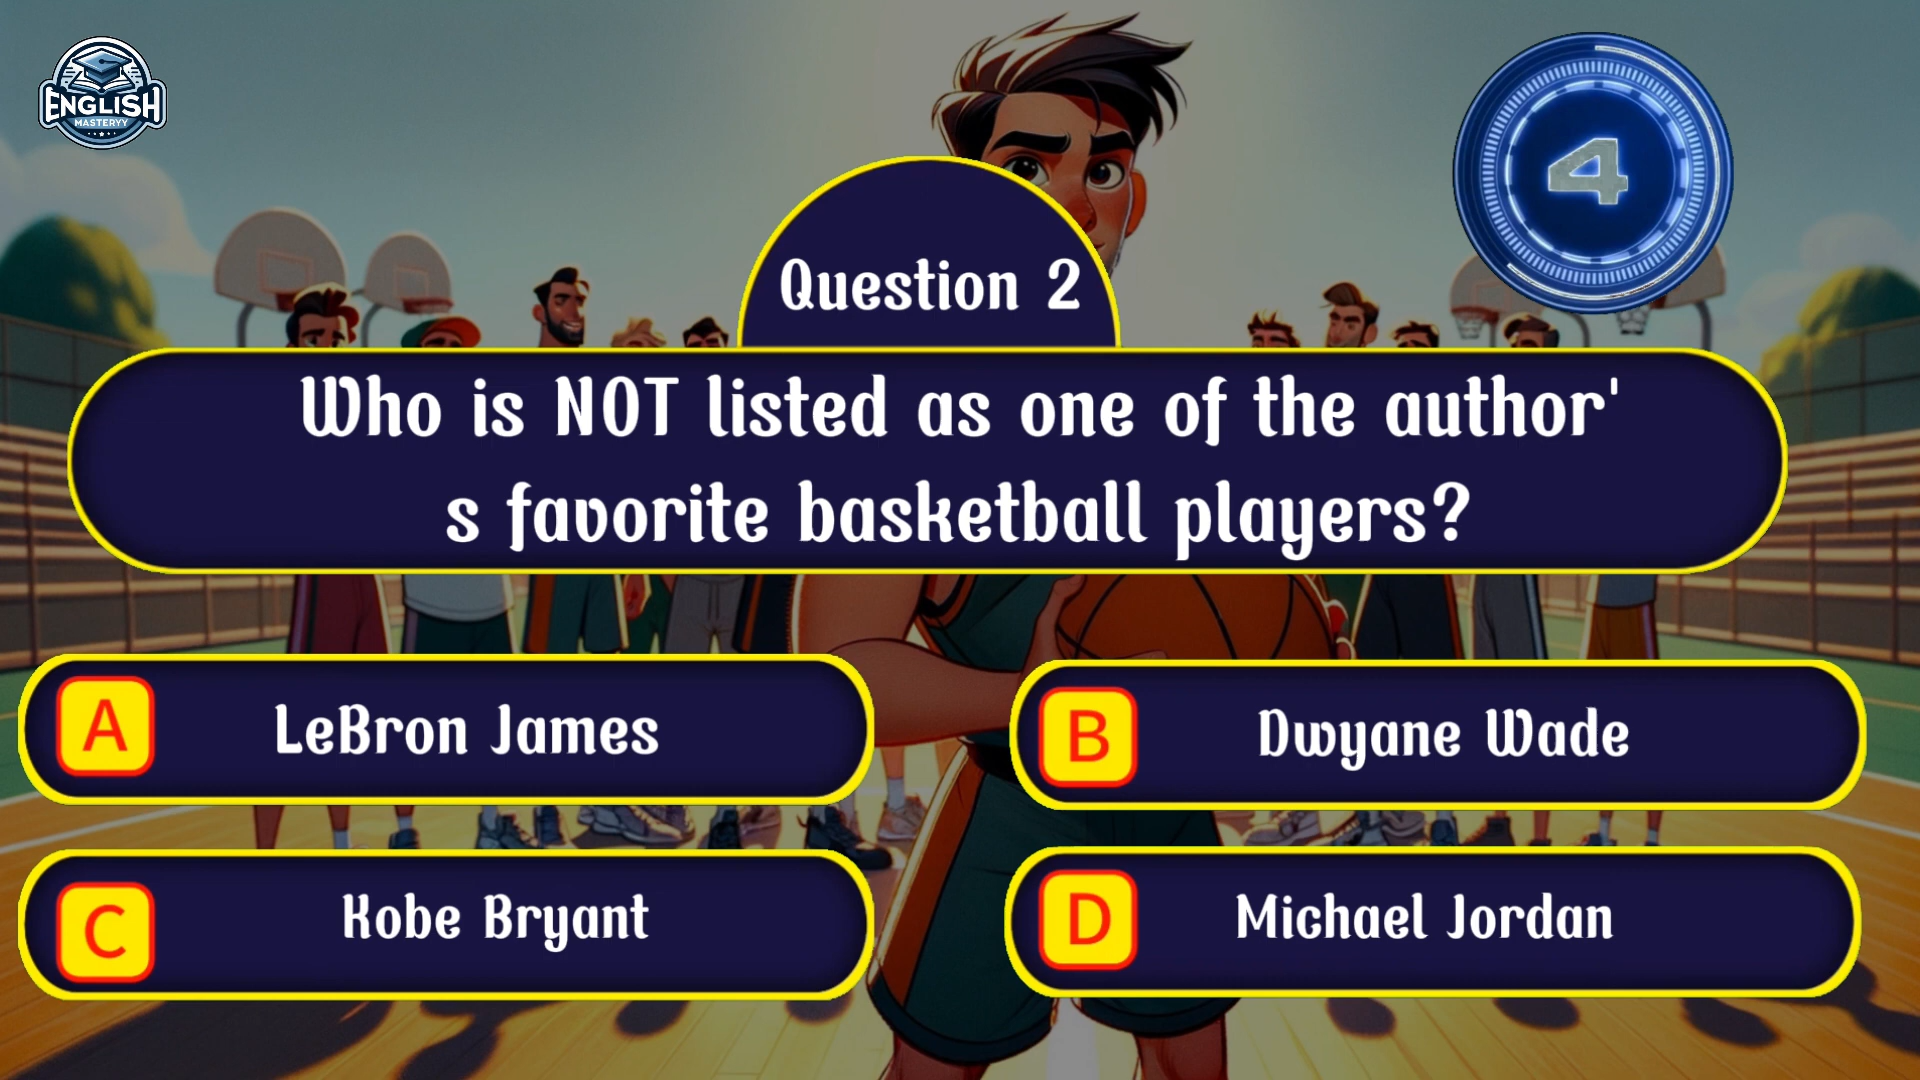 ENGLISH
MASTERYY
4
Question 2
Who is NOT listed as one of the author'
s favorite basketball players?
A LeBron James
B Dwyane Wade
C Kobe Bryant
D Michael Jordan